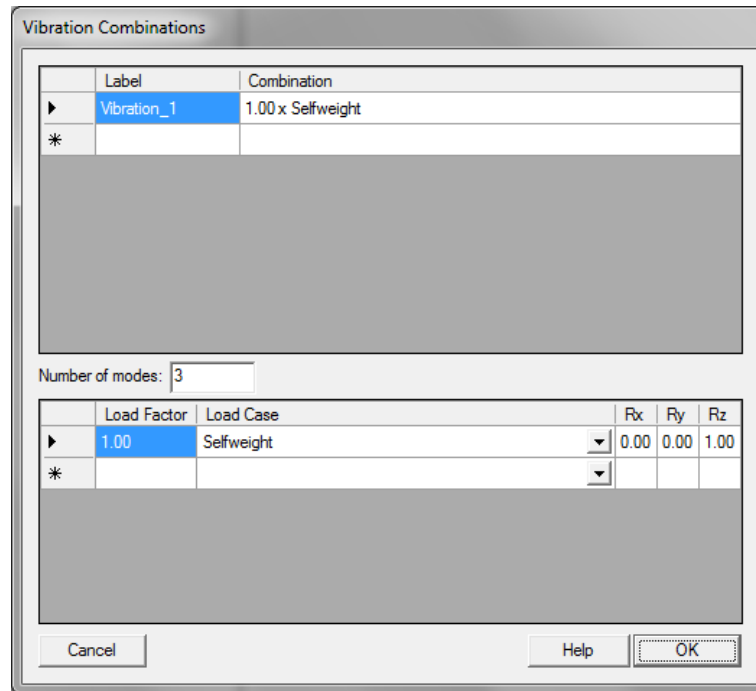 Vibration Combinations
Label Combination
Vibration_1 1.00 x Selfweight
Number of modes: 3
Load Factor Load Case Rx Ry Rz
1.00 Selfweight 0.00 0.00 1.00
Cancel Help OK